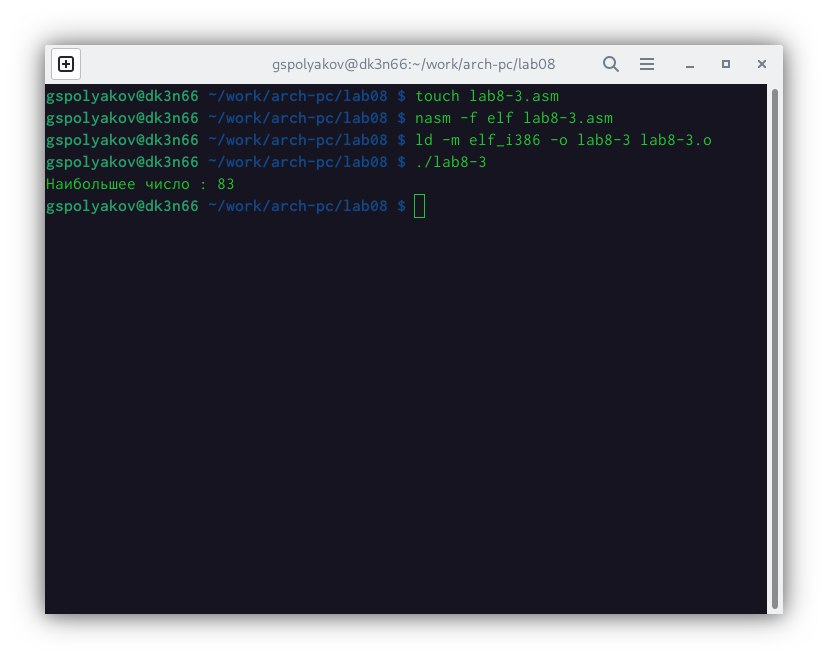 gspolyakov@dk3n66:~/work/arch-pc/lab08
gspolyakov@dk3n66 ~/work/arch-pc/lab08 $ touch lab8-3.asm
gspolyakov@dk3n66 ~/work/arch-pc/lab08 $ nasm -f elf lab8-3.asm
gspolyakov@dk3n66 ~/work/arch-pc/lab08 $ ld -m elf_i386 -o lab8-3 lab8-3.o
gspolyakov@dk3n66 ~/work/arch-pc/lab08 $ ./lab8-3
Наибольшее число : 83
gspolyakov@dk3n66 ~/work/arch-pc/lab08 $